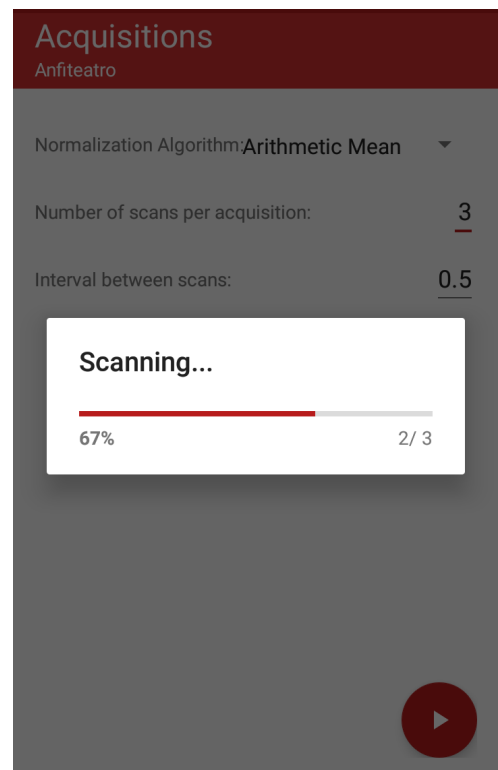 Acquisitions
Anfiteatro
Normalization Algorithm: Arithmetic Mean
Number of scans per acquisition: 3
Interval between scans: 0.5
Scanning...
67% 2/ 3